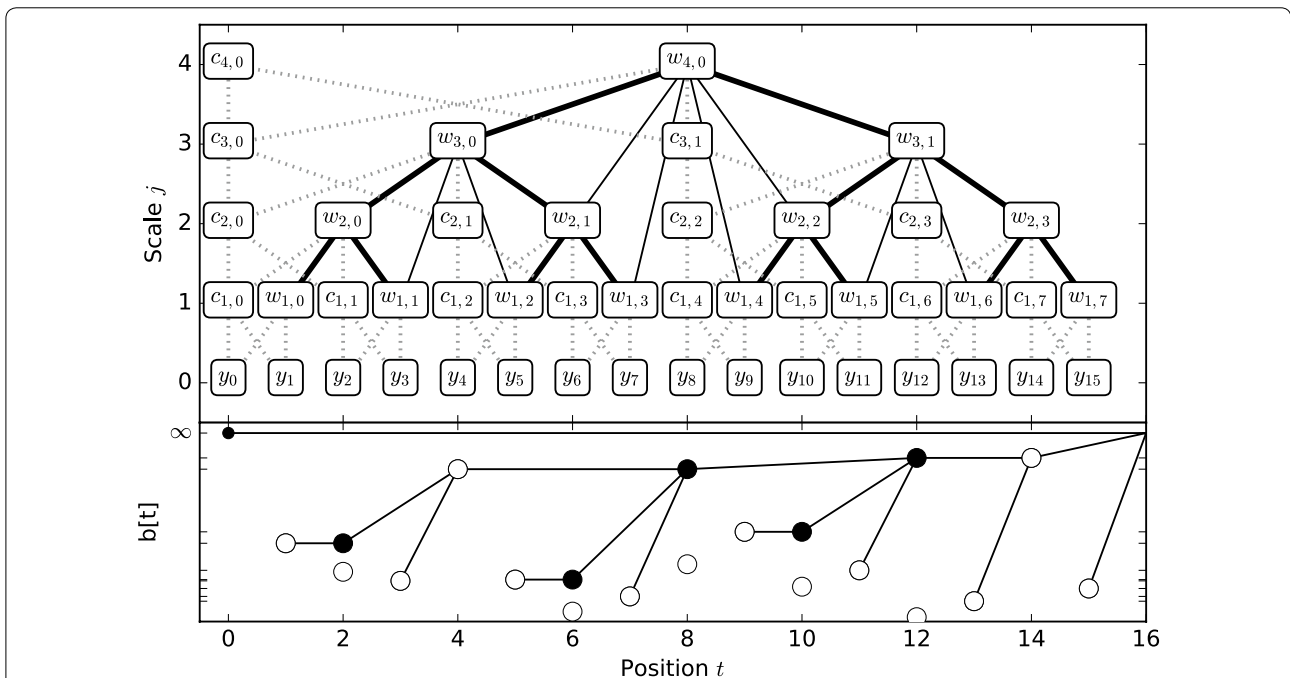 4 c₄,₀ w₄,₀
3 c₃,₀ w₃,₀ c₃,₁ w₃,₁
Scale j
2 c₂,₀ w₂,₀ c₂,₁ w₂,₁ c₂,₂ w₂,₂ c₂,₃ w₂,₃
1 c₁,₀ w₁,₀ c₁,₁ w₁,₁ c₁,₂ w₁,₂ c₁,₃ w₁,₃ c₁,₄ w₁,₄ c₁,₅ w₁,₅ c₁,₆ w₁,₆ c₁,₇ w₁,₇
0 y₀ y₁ y₂ y₃ y₄ y₅ y₆ y₇ y₈ y₉ y₁₀ y₁₁ y₁₂ y₁₃ y₁₄ y₁₅
∞
b[t]
0 2 4 6 8 10 12 14 16
Position t